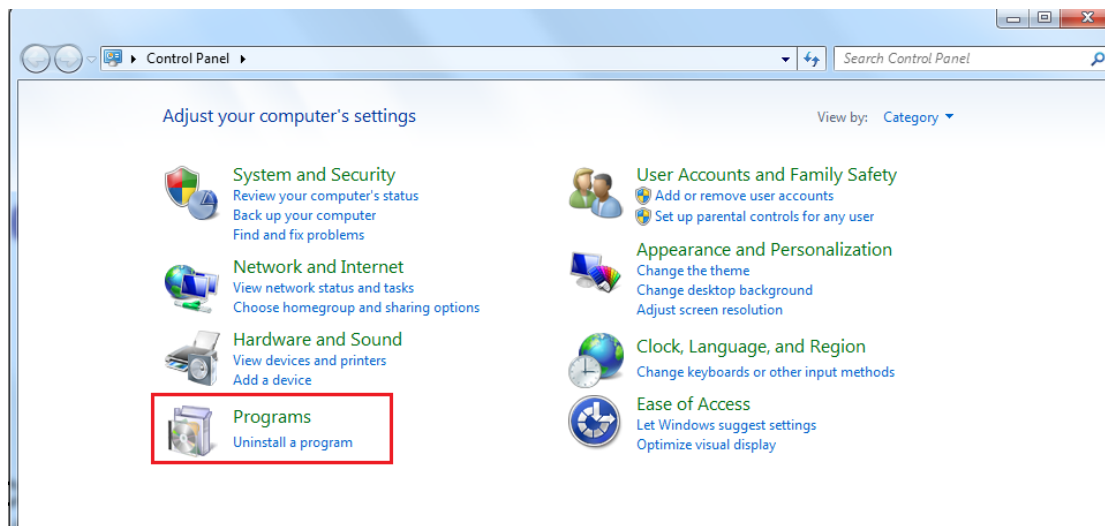 Control Panel
Search Control Panel
Adjust your computer's settings
View by: Category
System and Security
Review your computer's status
Back up your computer
Find and fix problems
Network and Internet
View network status and tasks
Choose homegroup and sharing options
Hardware and Sound
View devices and printers
Add a device
Programs
Uninstall a program
User Accounts and Family Safety
Add or remove user accounts
Set up parental controls for any user
Appearance and Personalization
Change the theme
Change desktop background
Adjust screen resolution
Clock, Language, and Region
Change keyboards or other input methods
Ease of Access
Let Windows suggest settings
Optimize visual display